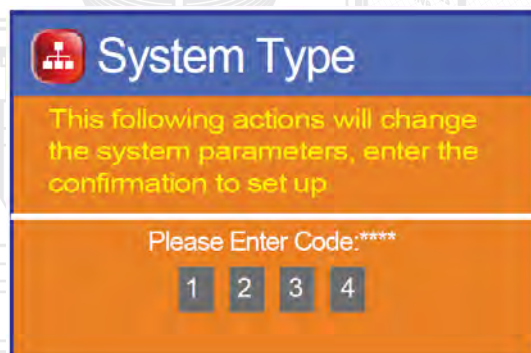 System Type
This following actions will change
the system parameters, enter the
confirmation to set up
Please Enter Code:****
1 2 3 4